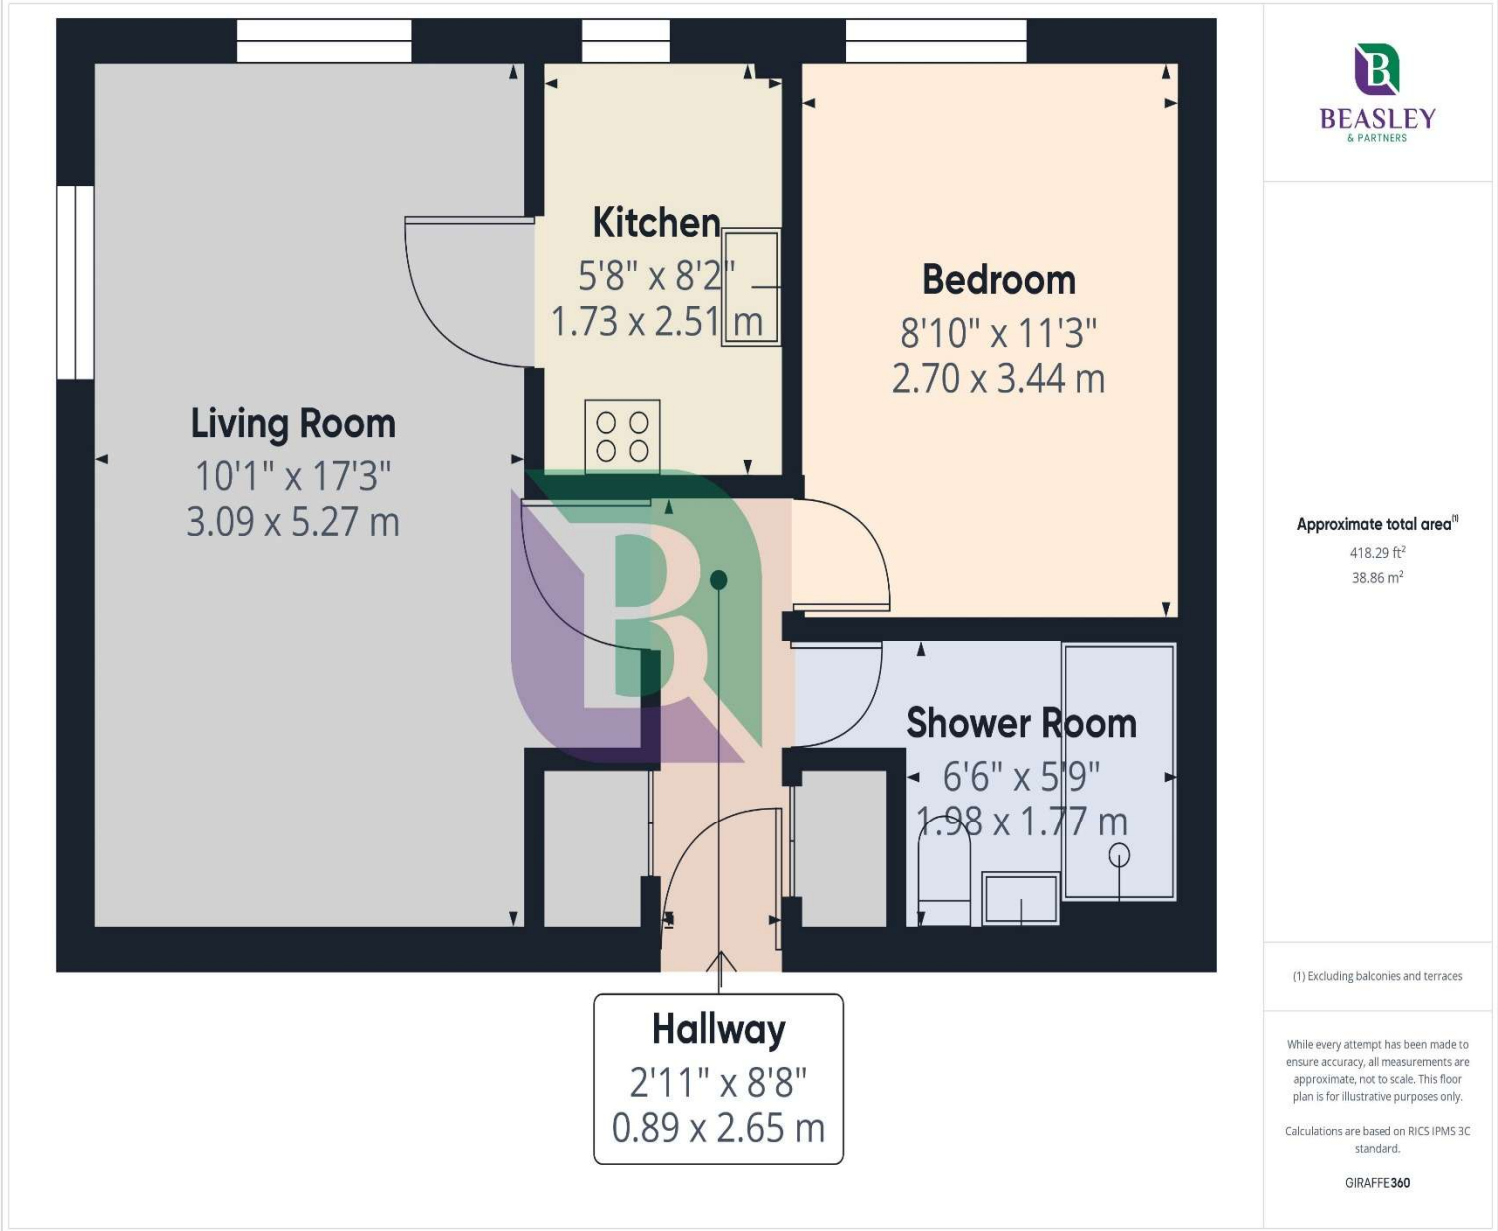 Kitchen
5'8" x 8'2"
1.73 x 2.51 m
Bedroom
8'10" x 11'3"
2.70 x 3.44 m
Living Room
10'1" x 17'3"
3.09 x 5.27 m
Shower Room
6'6" x 5'9"
1.98 x 1.77 m
Hallway
2'11" x 8'8"
0.89 x 2.65 m
B
B
BEASLEY
& PARTNERS
Approximate total area(1)
418.29 ft²
38.86 m²
(1) Excluding balconies and terraces
While every attempt has been made to
ensure accuracy, all measurements are
approximate, not to scale. This floor
plan is for illustrative purposes only.
Calculations are based on RICS IPMS 3C
standard.
GIRAFFE360